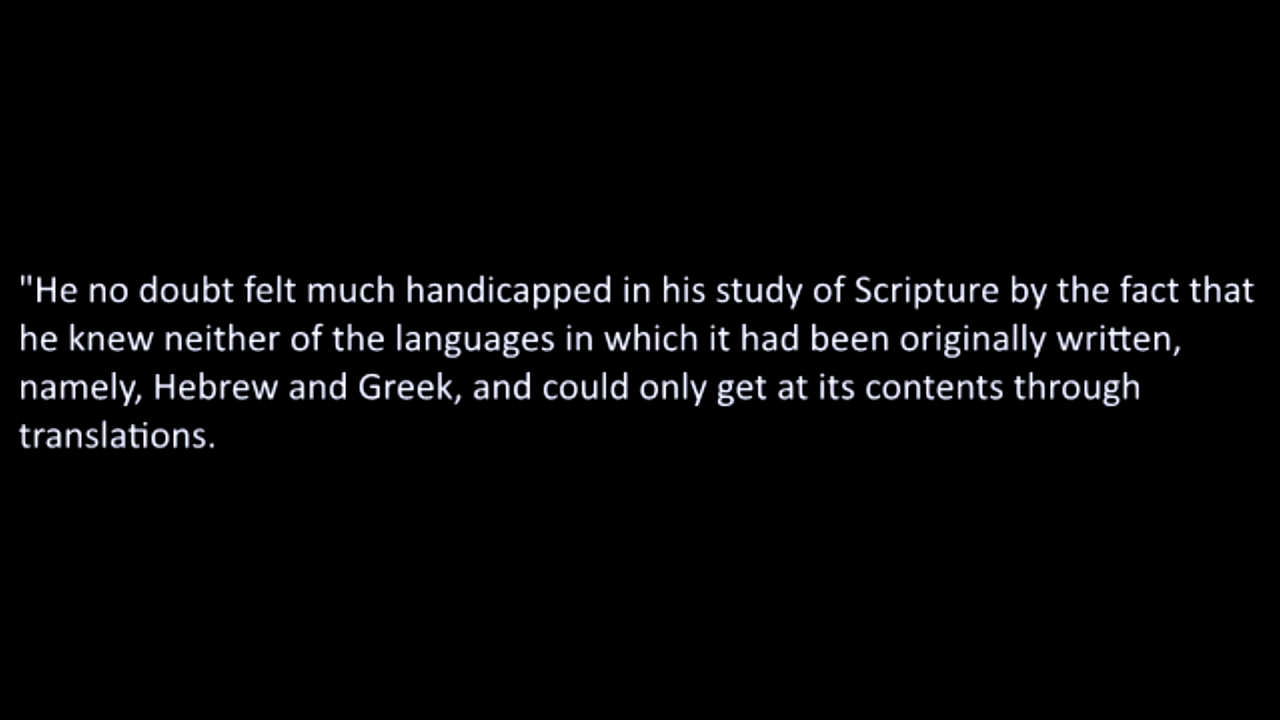 "He no doubt felt much handicapped in his study of Scripture by the fact that
he knew neither of the languages in which it had been originally written,
namely, Hebrew and Greek, and could only get at its contents through
translations.